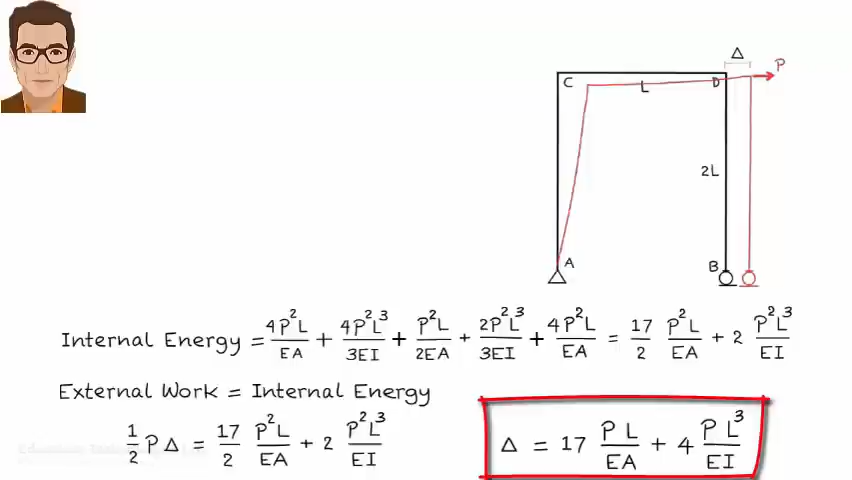 Δ
P
C
L
D
2L
A
B
Internal Energy = 4P²L/EA + 4P²L³/3EI + P²L/2EA + 2P²L³/3EI + 4P²L/EA = 17/2 P²L/EA + 2 P²L³/EI
External Work = Internal Energy
1/2 P Δ = 17/2 P²L/EA + 2 P²L³/EI
Δ = 17 PL/EA + 4 PL³/EI